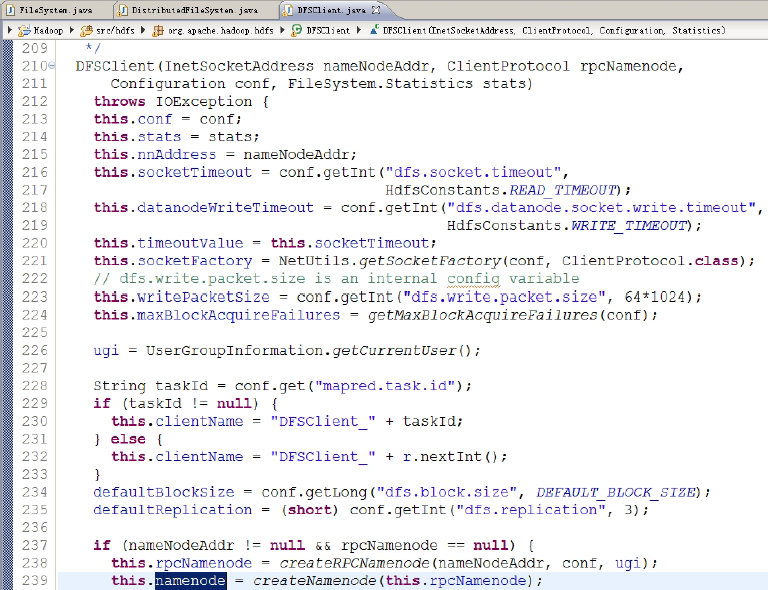 FileSystem.java DistributedFileSystem.java DFSClient.java
Hadoop src/hdfs org.apache.hadoop.hdfs DFSClient DFSClient(InetSocketAddress, ClientProtocol, Configuration, Statistics)
209 */
210 DFSClient(InetSocketAddress nameNodeAddr, ClientProtocol rpcNamenode,
211 Configuration conf, FileSystem.Statistics stats)
212 throws IOException {
213 this.conf = conf;
214 this.stats = stats;
215 this.nnAddress = nameNodeAddr;
216 this.socketTimeout = conf.getInt("dfs.socket.timeout",
217 HdfsConstants.READ_TIMEOUT);
218 this.datanodeWriteTimeout = conf.getInt("dfs.datanode.socket.write.timeout",
219 HdfsConstants.WRITE_TIMEOUT);
220 this.timeoutValue = this.socketTimeout;
221 this.socketFactory = NetUtils.getSocketFactory(conf, ClientProtocol.class);
222 // dfs.write.packet.size is an internal config variable
223 this.writePacketSize = conf.getInt("dfs.write.packet.size", 64*1024);
224 this.maxBlockAcquireFailures = getMaxBlockAcquireFailures(conf);
225
226 ugi = UserGroupInformation.getCurrentUser();
227
228 String taskId = conf.get("mapred.task.id");
229 if (taskId != null) {
230 this.clientName = "DFSClient_" + taskId;
231 } else {
232 this.clientName = "DFSClient_" + r.nextInt();
233 }
234 defaultBlockSize = conf.getLong("dfs.block.size", DEFAULT_BLOCK_SIZE);
235 defaultReplication = (short) conf.getInt("dfs.replication", 3);
236
237 if (nameNodeAddr != null && rpcNamenode == null) {
238 this.rpcNamenode = createRPCNamenode(nameNodeAddr, conf, ugi);
239 this.namenode = createNamenode(this.rpcNamenode);